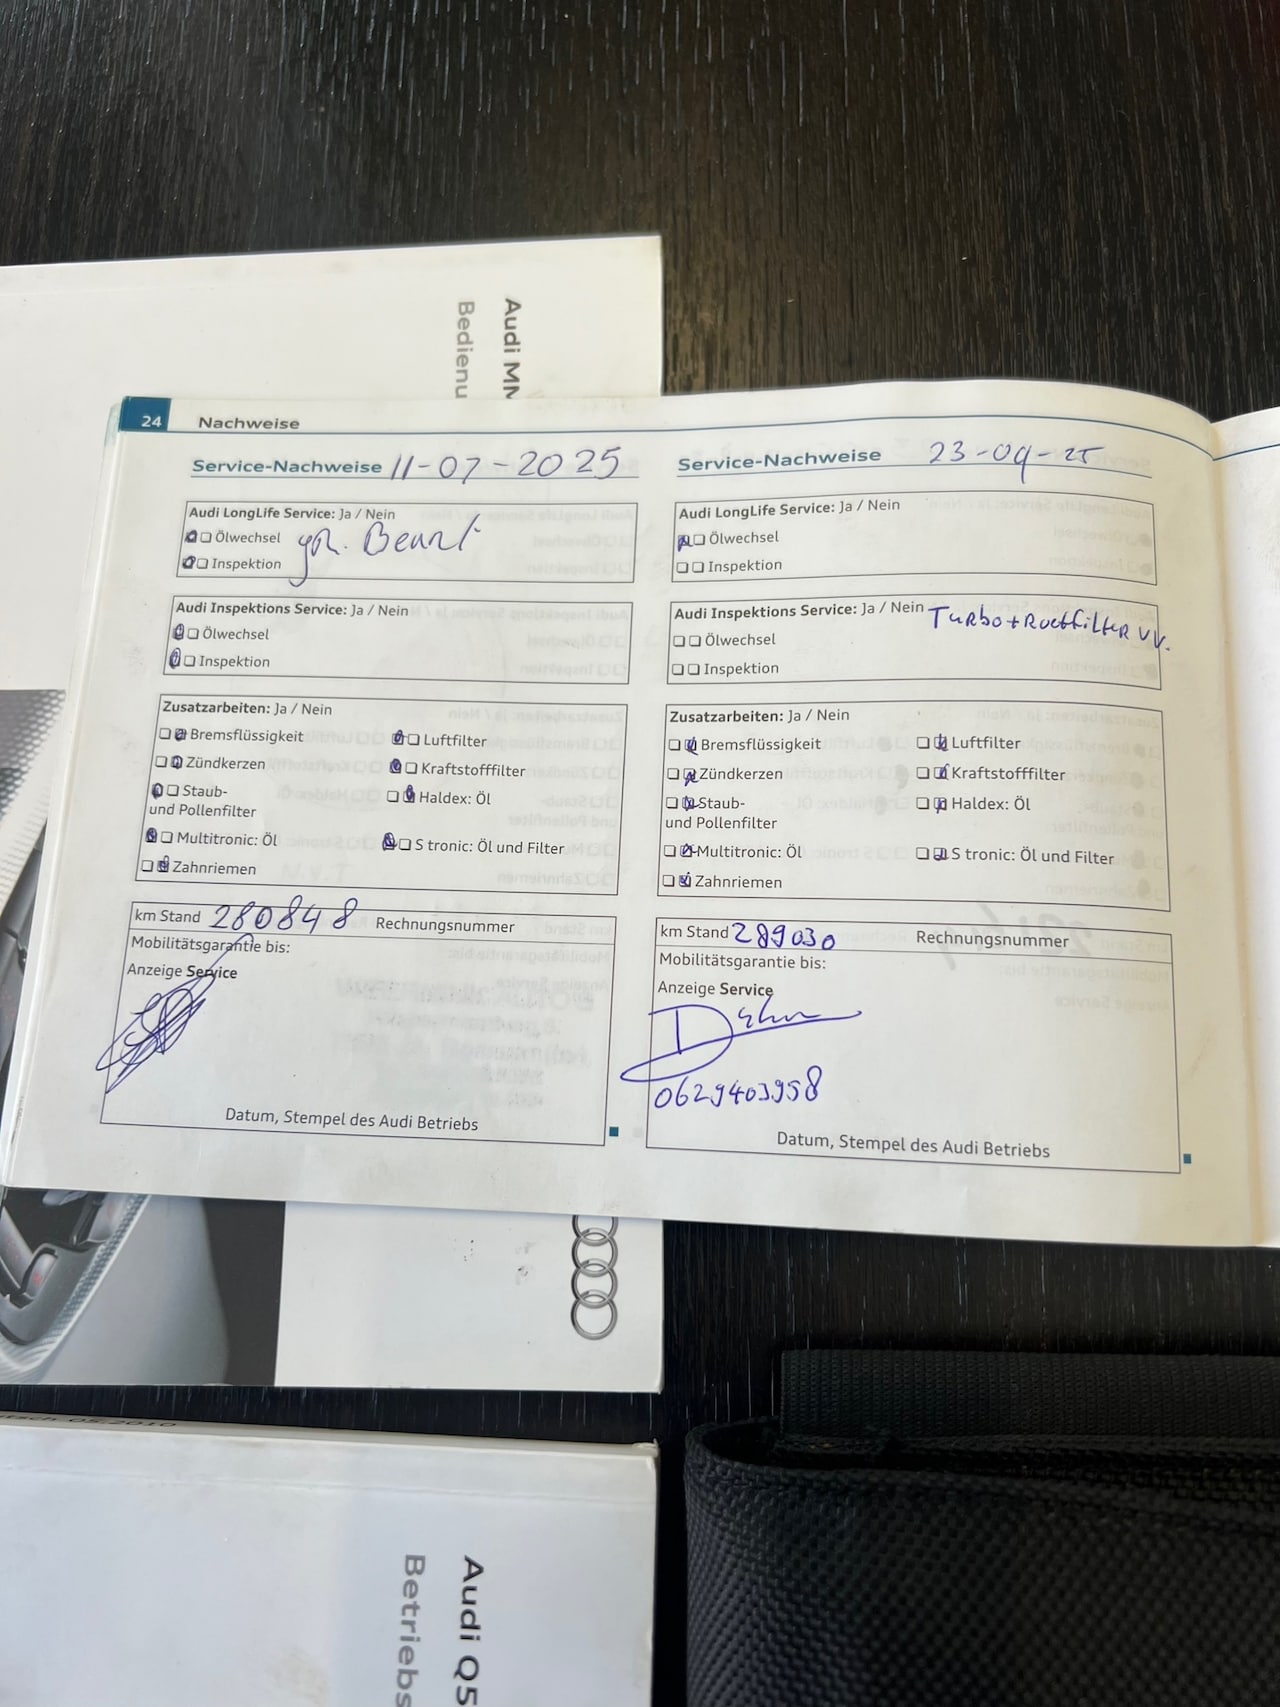 Audi MM
Bedienu
24 Nachweise
Service-Nachweise 11-07-2025
Audi LongLife Service: Ja / Nein
Ölwechsel
Inspektion
Audi Inspektions Service: Ja / Nein
Ölwechsel
Inspektion
Zusatzarbeiten: Ja / Nein
Bremsflüssigkeit Luftfilter
Zündkerzen Kraftstofffilter
Staub-
und Pollenfilter
Haldex: Öl
Multitronic: Öl S tronic: Öl und Filter
Zahnriemen
km Stand 280848 Rechnungsnummer
Mobilitätsgarantie bis:
Anzeige Service
Datum, Stempel des Audi Betriebs
Service-Nachweise 23-09-25
Audi LongLife Service: Ja / Nein
Ölwechsel
Inspektion
Audi Inspektions Service: Ja / Nein
Turbo + Roetfilter VV.
Ölwechsel
Inspektion
Zusatzarbeiten: Ja / Nein
Bremsflüssigkeit Luftfilter
Zündkerzen Kraftstofffilter
Staub-
und Pollenfilter
Haldex: Öl
Multitronic: Öl S tronic: Öl und Filter
Zahnriemen
km Stand 289030 Rechnungsnummer
Mobilitätsgarantie bis:
Anzeige Service
0629403958
Datum, Stempel des Audi Betriebs
05.2010
Audi Q5
Betriebs